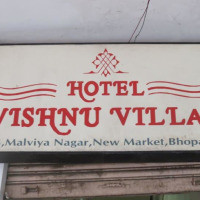 HOTEL
VISHNU VILLA
,Malviya Nagar,New Market,Bhopa